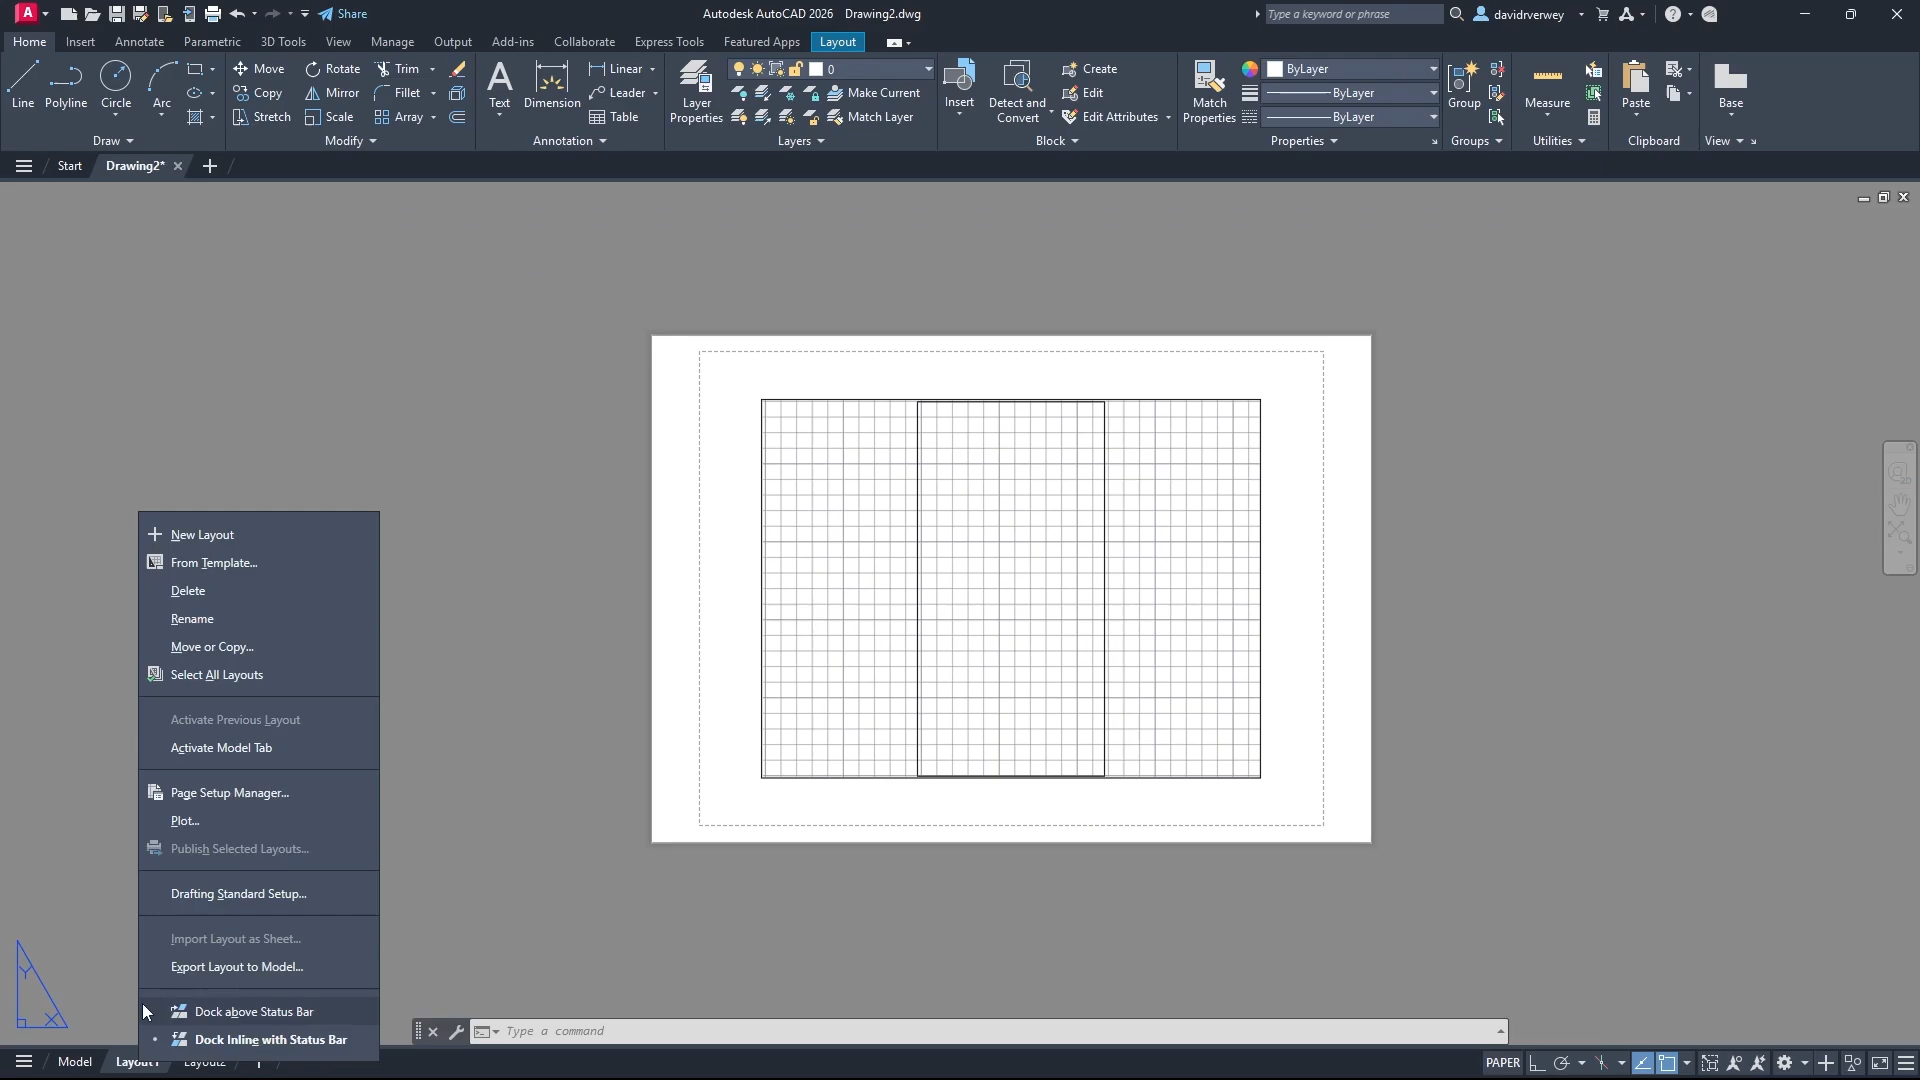 A Share Autodesk AutoCAD 2026 Drawing2.dwg Type a keyword or phrase davidrverwey
Home Insert Annotate Parametric 3D Tools View Manage Output Add-ins Collaborate Express Tools Featured Apps Layout
Line Polyline Circle Arc
Move Rotate Trim
Copy Mirror Fillet
Stretch Scale Array
Text Dimension
Linear
Leader
Table
Layer Properties
0
Make Current
Match Layer
Insert
Detect and Convert
Create
Edit
Edit Attributes
Match Properties
ByLayer
ByLayer
ByLayer
Group
Measure
Paste
Base
Draw Modify Annotation Layers Block Properties Groups Utilities Clipboard View
Start Drawing2*
New Layout
From Template...
Delete
Rename
Move or Copy...
Select All Layouts
Activate Previous Layout
Activate Model Tab
Page Setup Manager...
Plot...
Publish Selected Layouts...
Drafting Standard Setup...
Import Layout as Sheet...
Export Layout to Model...
Dock above Status Bar
Dock Inline with Status Bar
Y
X
Type a command
Model Layout1 Layout2 PAPER